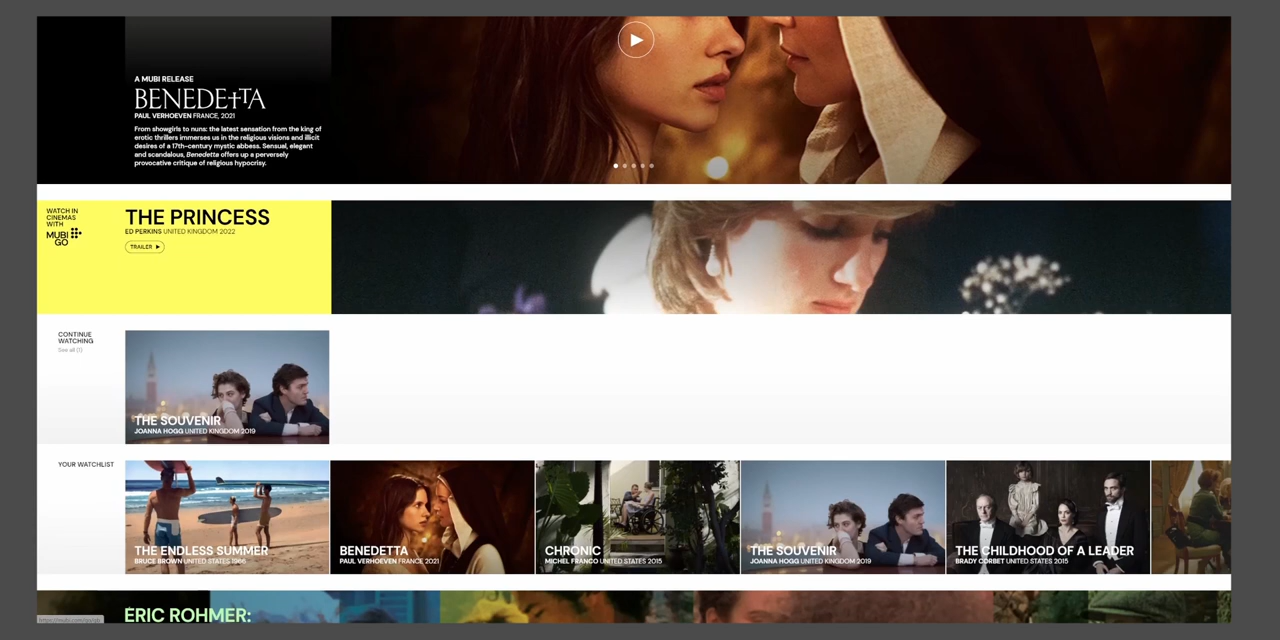 A MUBI RELEASE
BENEDETTA
PAUL VERHOEVEN FRANCE, 2021
From showgirls to nuns: the latest sensation from the king of
erotic thrillers immerses us in the religious visions and illicit
desires of a 17th-century mystic abbess. Sensual, elegant
and scandalous, Benedetta offers up a perversely
provocative critique of religious hypocrisy.
WATCH IN
CINEMAS
WITH
MUBI
GO
THE PRINCESS
ED PERKINS UNITED KINGDOM 2022
TRAILER
CONTINUE
WATCHING
See all (1)
THE SOUVENIR
JOANNA HOGG UNITED KINGDOM 2019
YOUR WATCHLIST
THE ENDLESS SUMMER
BRUCE BROWN UNITED STATES 1966
BENEDETTA
PAUL VERHOEVEN FRANCE 2021
CHRONIC
MICHEL FRANCO UNITED STATES 2015
THE SOUVENIR
JOANNA HOGG UNITED KINGDOM 2019
THE CHILDHOOD OF A LEADER
BRADY CORBET UNITED STATES 2015
ERIC ROHMER: